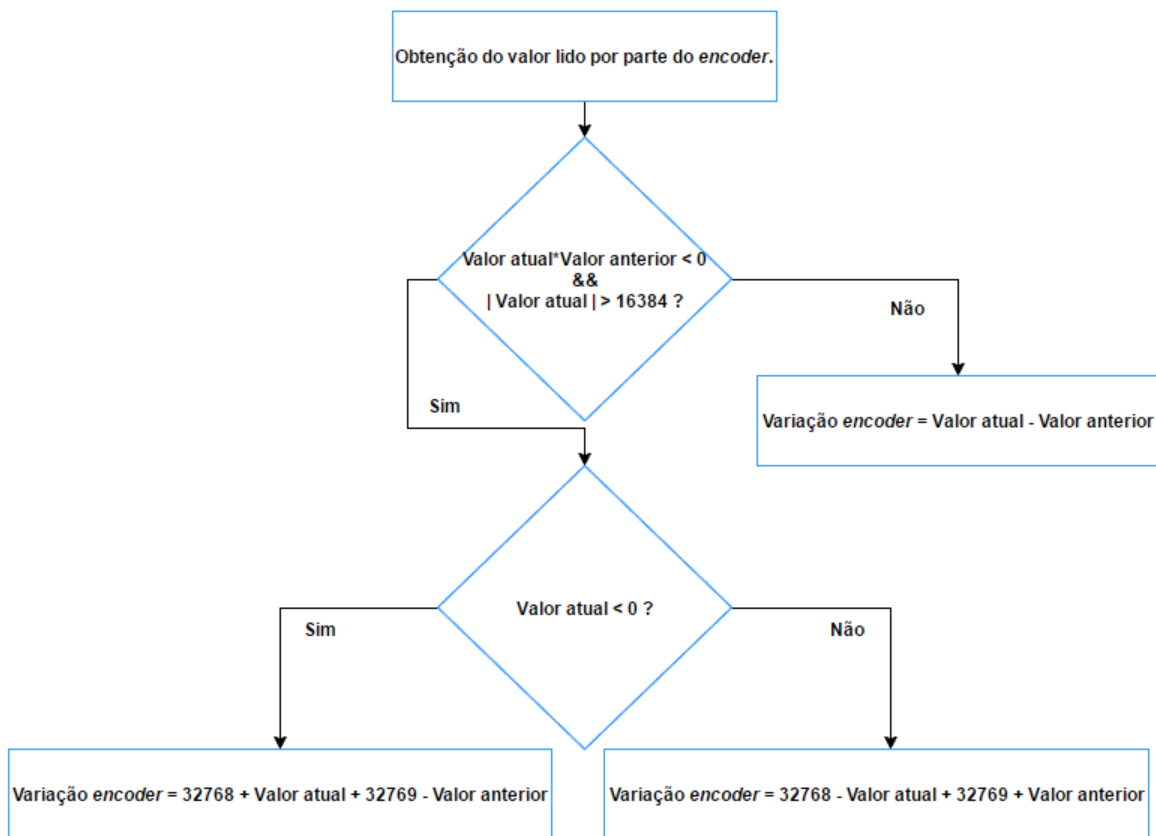 Obtenção do valor lido por parte do encoder.
Valor atual*Valor anterior < 0
&&
| Valor atual | > 16384 ?
Não
Sim
Variação encoder = Valor atual - Valor anterior
Valor atual < 0 ?
Sim
Não
Variação encoder = 32768 + Valor atual + 32769 - Valor anterior
Variação encoder = 32768 - Valor atual + 32769 + Valor anterior